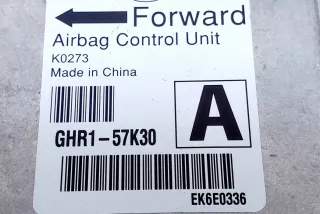 Forward
Airbag Control Unit
K0273
Made in China
A
GHR1-57K30
EK6E0336